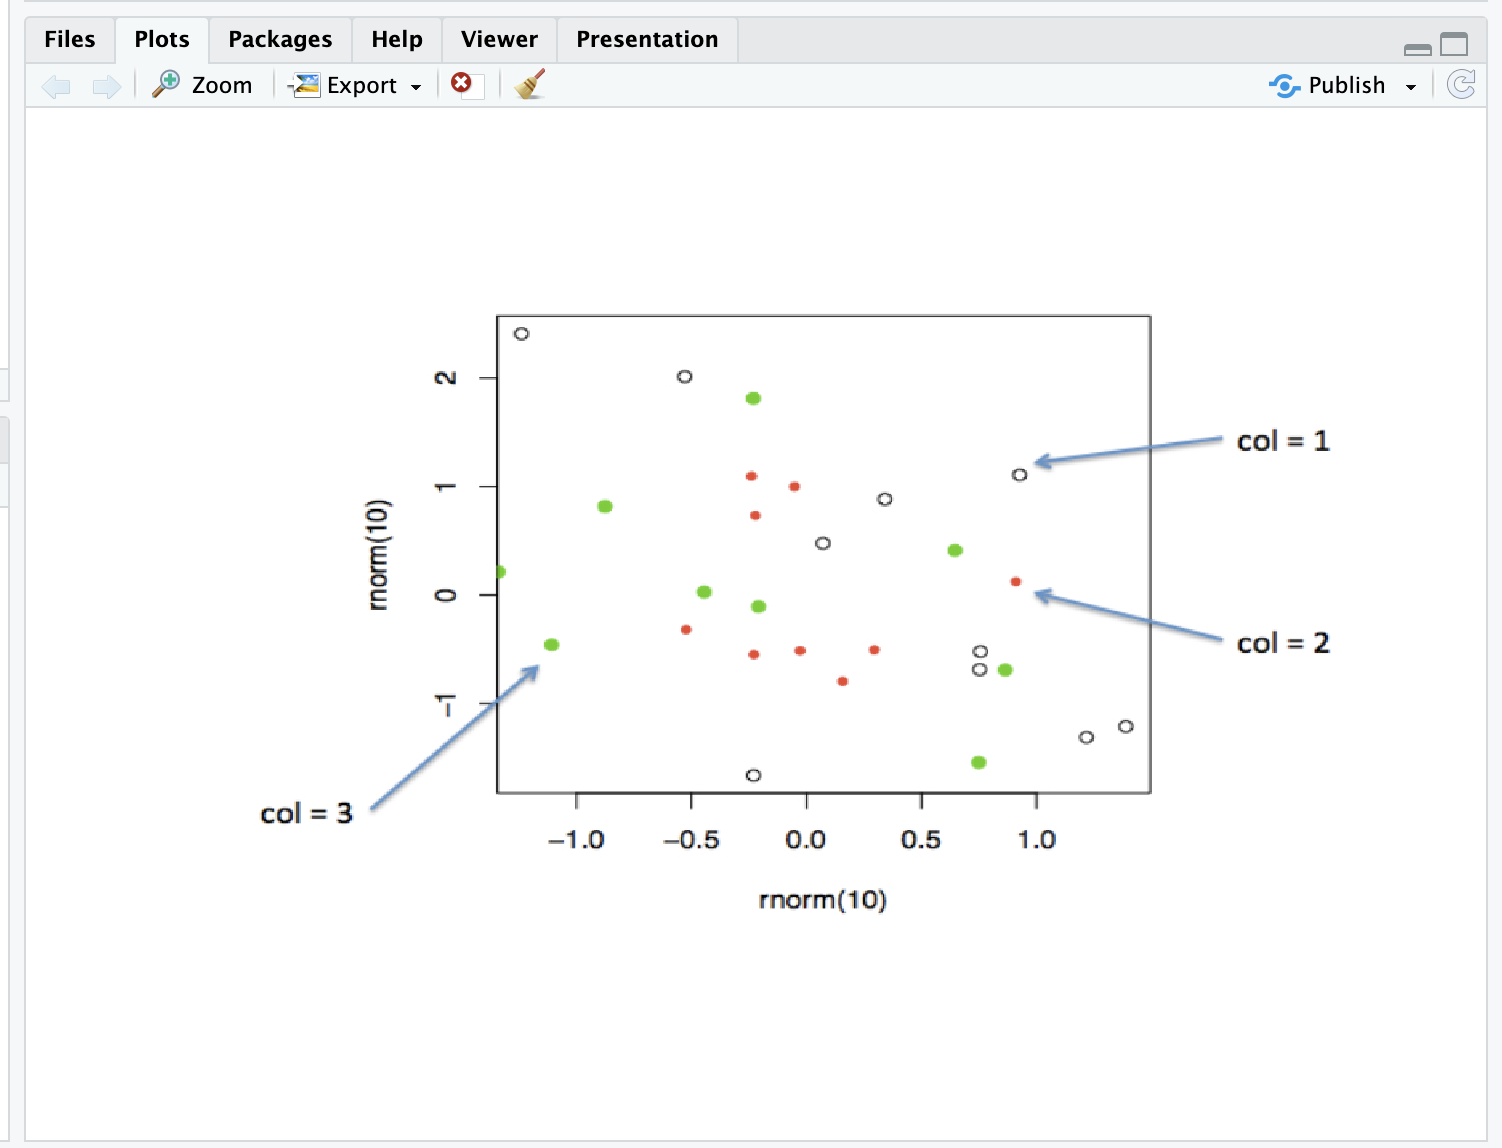 Files Plots Packages Help Viewer Presentation
Zoom Export Publish
2
1
0
−1
rnorm(10)
col = 1
col = 2
col = 3
−1.0 −0.5 0.0 0.5 1.0
rnorm(10)